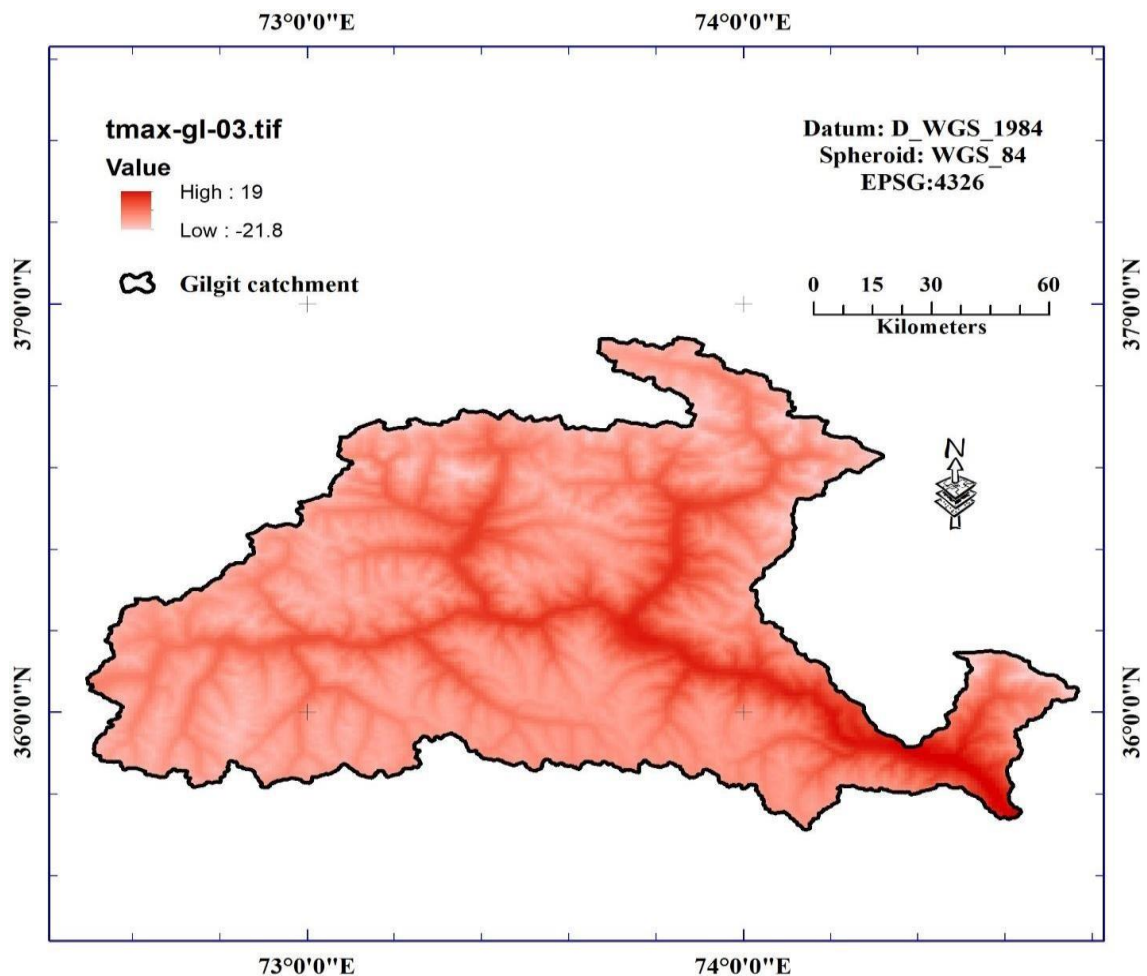 73°0'0"E 74°0'0"E
tmax-gl-03.tif
Value
High : 19
Low : -21.8
Gilgit catchment
Datum: D_WGS_1984
Spheroid: WGS_84
EPSG:4326
0 15 30 60
Kilometers
37°0'0"N 37°0'0"N
N
36°0'0"N 36°0'0"N
73°0'0"E 74°0'0"E